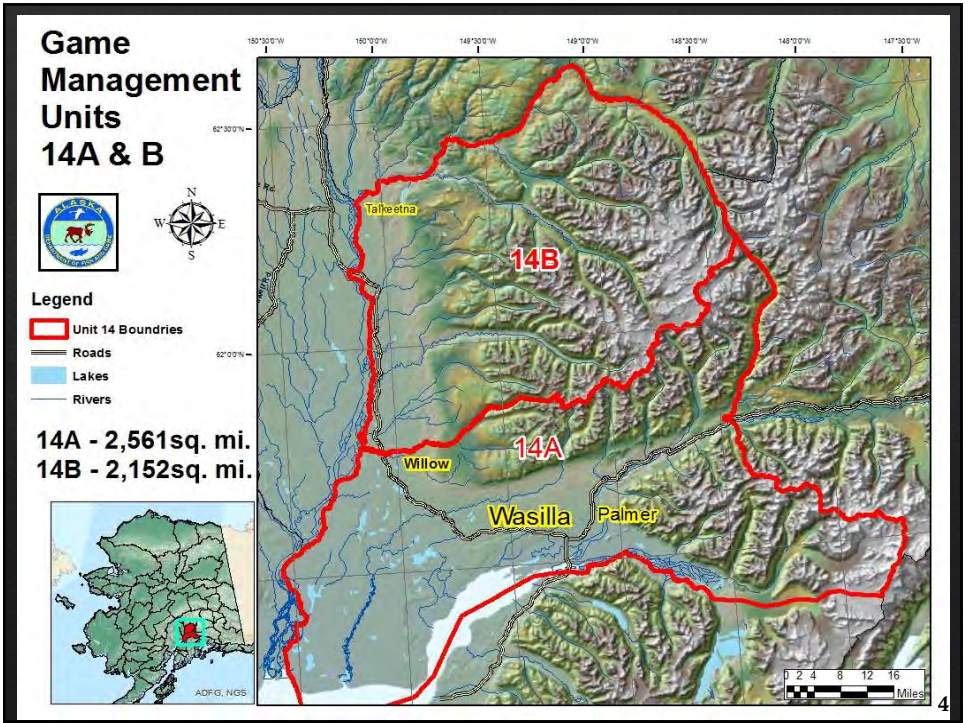 Game
Management
Units
14A & B
N
W
E
S
ALASKA
Legend
Unit 14 Boundries
Roads
Lakes
Rivers
14A - 2,561sq. mi.
14B - 2,152sq. mi.
ADFG, NGS
150°30'0"W
150°0'0"W
149°30'0"W
149°0'0"W
148°30'0"W
148°0'0"W
147°30'0"W
62°30'0"N
62°0'0"N
Talkeetna
14B
14A
Willow
Wasilla
Palmer
0 2 4 8 12 16
Miles
4